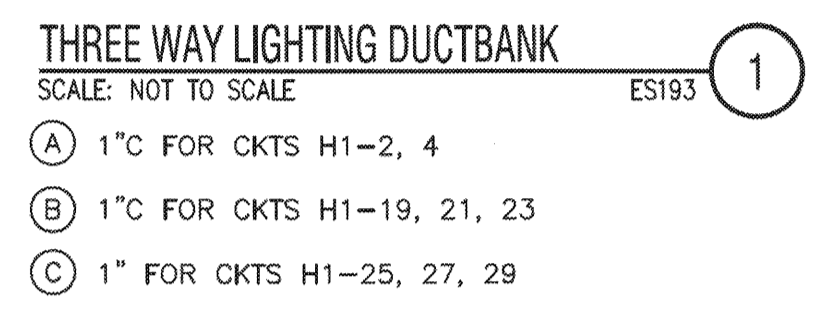 THREE WAY LIGHTING DUCTBANK
1
SCALE: NOT TO SCALE ES193
A 1"C FOR CKTS H1-2, 4
B 1"C FOR CKTS H1-19, 21, 23
C 1" FOR CKTS H1-25, 27, 29